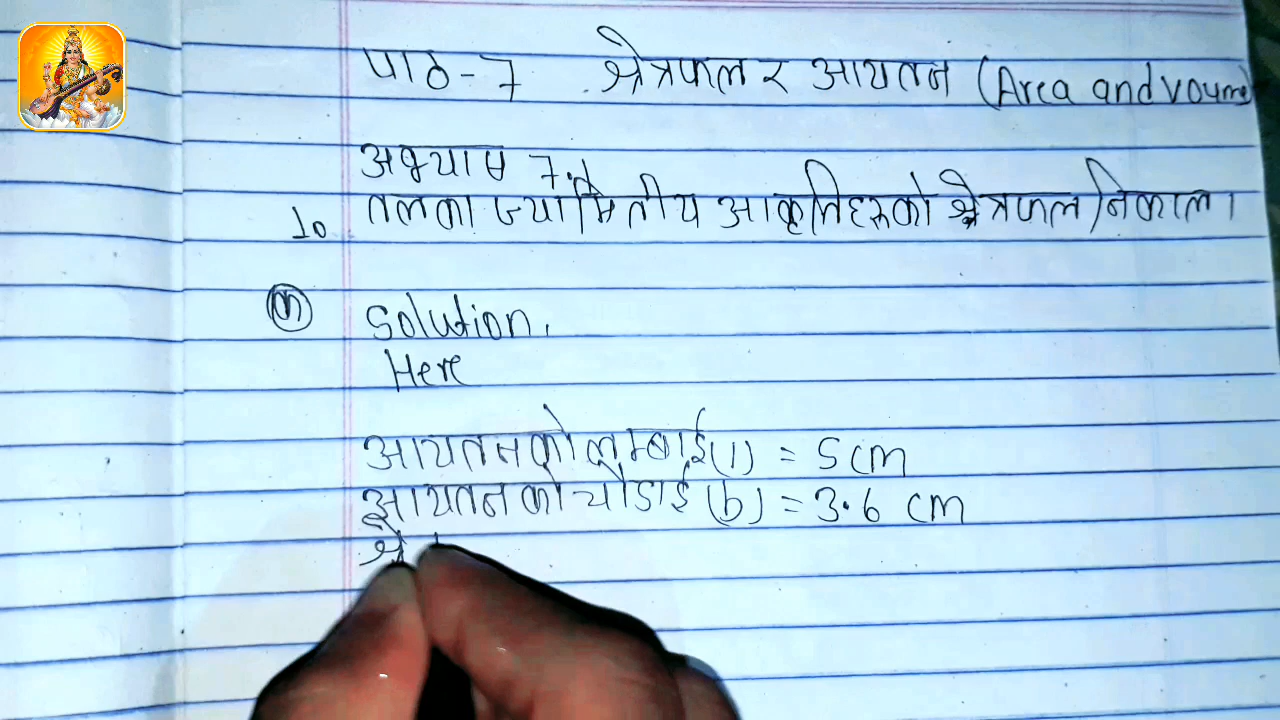 पाठ-7 क्षेत्रफल र आयतन (Area and voume)
अभ्यास 7.1
1. तलका ज्यामितीय आकृतिहरुको क्षेत्रफल निकाल।
क Solution.
Here
आयतनको लम्बाई (l) = 5 cm
आयतनको चौडाई (b) = 3.6 cm
क्षे